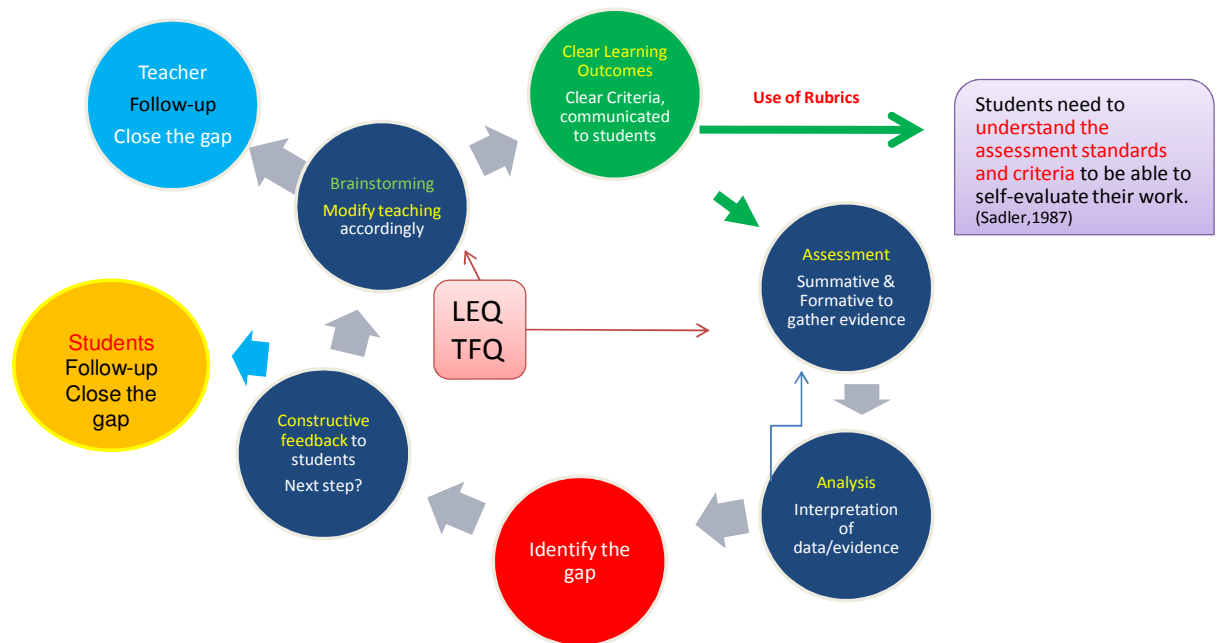 Teacher
Follow-up
Close the gap
Clear Learning
Outcomes
Clear Criteria,
communicated
to students
Use of Rubrics
Students need to
understand the
assessment standards
and criteria to be able to
self-evaluate their work.
(Sadler,1987)
Brainstorming
Modify teaching
accordingly
Assessment
Summative &
Formative to
gather evidence
LEQ
TFQ
Students
Follow-up
Close the
gap
Constructive
feedback to
students
Next step?
Identify the
gap
Analysis
Interpretation
of
data/evidence